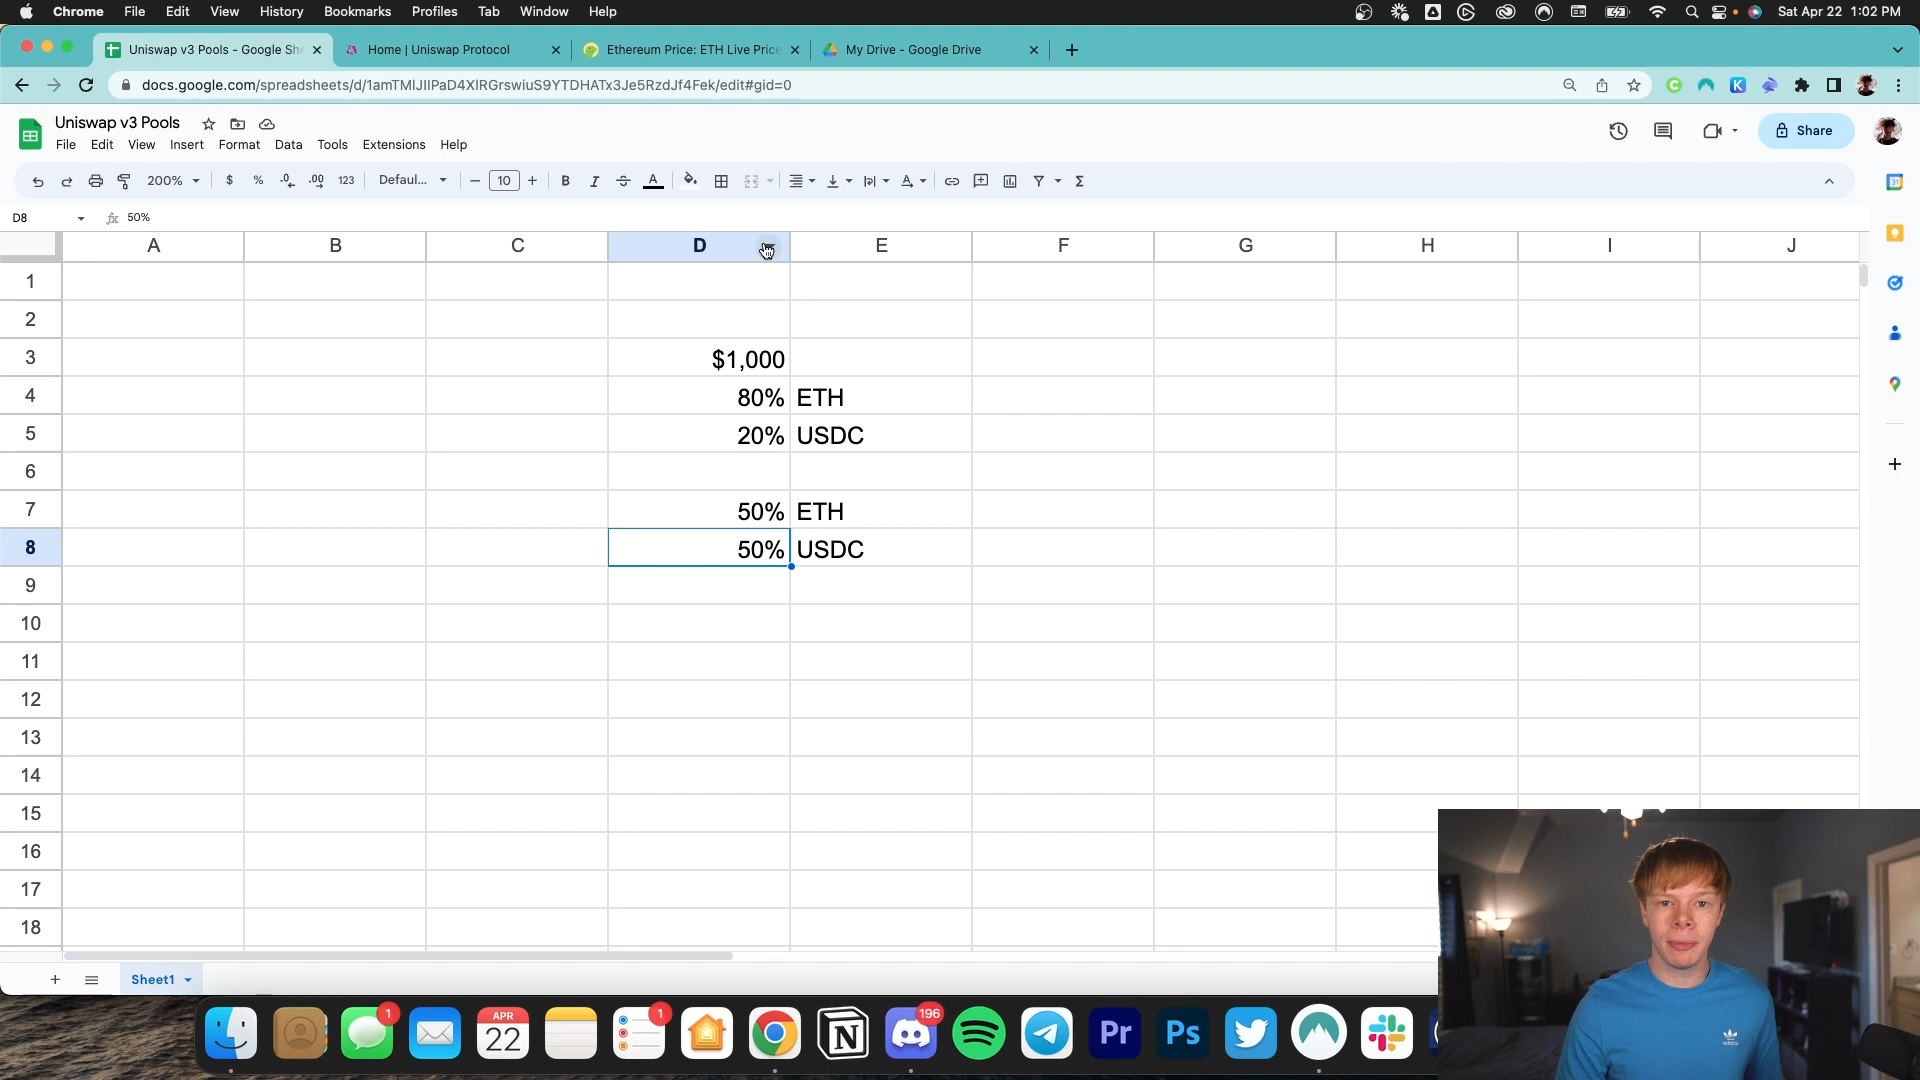 Chrome File Edit View History Bookmarks Profiles Tab Window Help Sat Apr 22 1:02 PM
Uniswap v3 Pools - Google She Home | Uniswap Protocol Ethereum Price: ETH Live Price My Drive - Google Drive
docs.google.com/spreadsheets/d/1amTMIJIIPaD4XIRGrswiuS9YTDHATx3Je5RzdJf4Fek/edit#gid=0
Uniswap v3 Pools
File Edit View Insert Format Data Tools Extensions Help
Share
200% $ % .0 .00 123 Defaul... 10 B I A
D8 fx 50%
A B C D E F G H I J
1
2
3 $1,000
4 80% ETH
5 20% USDC
6
7 50% ETH
8 50% USDC
9
10
11
12
13
14
15
16
17
18
Sheet1
1 APR 22 1 196 Pr Ps
adidas